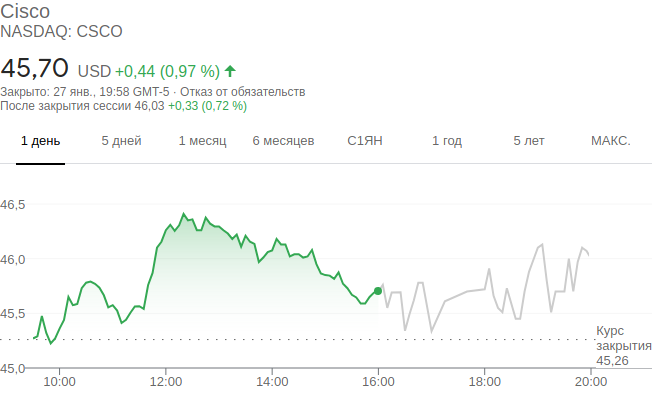 Cisco
NASDAQ: CSCO
45,70 USD +0,44 (0,97 %)
Закрыто: 27 янв., 19:58 GMT-5 · Отказ от обязательств
После закрытия сессии 46,03 +0,33 (0,72 %)
1 день 5 дней 1 месяц 6 месяцев С1ЯН 1 год 5 лет МАКС.
46,5
46,0
45,5
Курс
закрытия
45,26
45,0
10:00 12:00 14:00 16:00 18:00 20:00